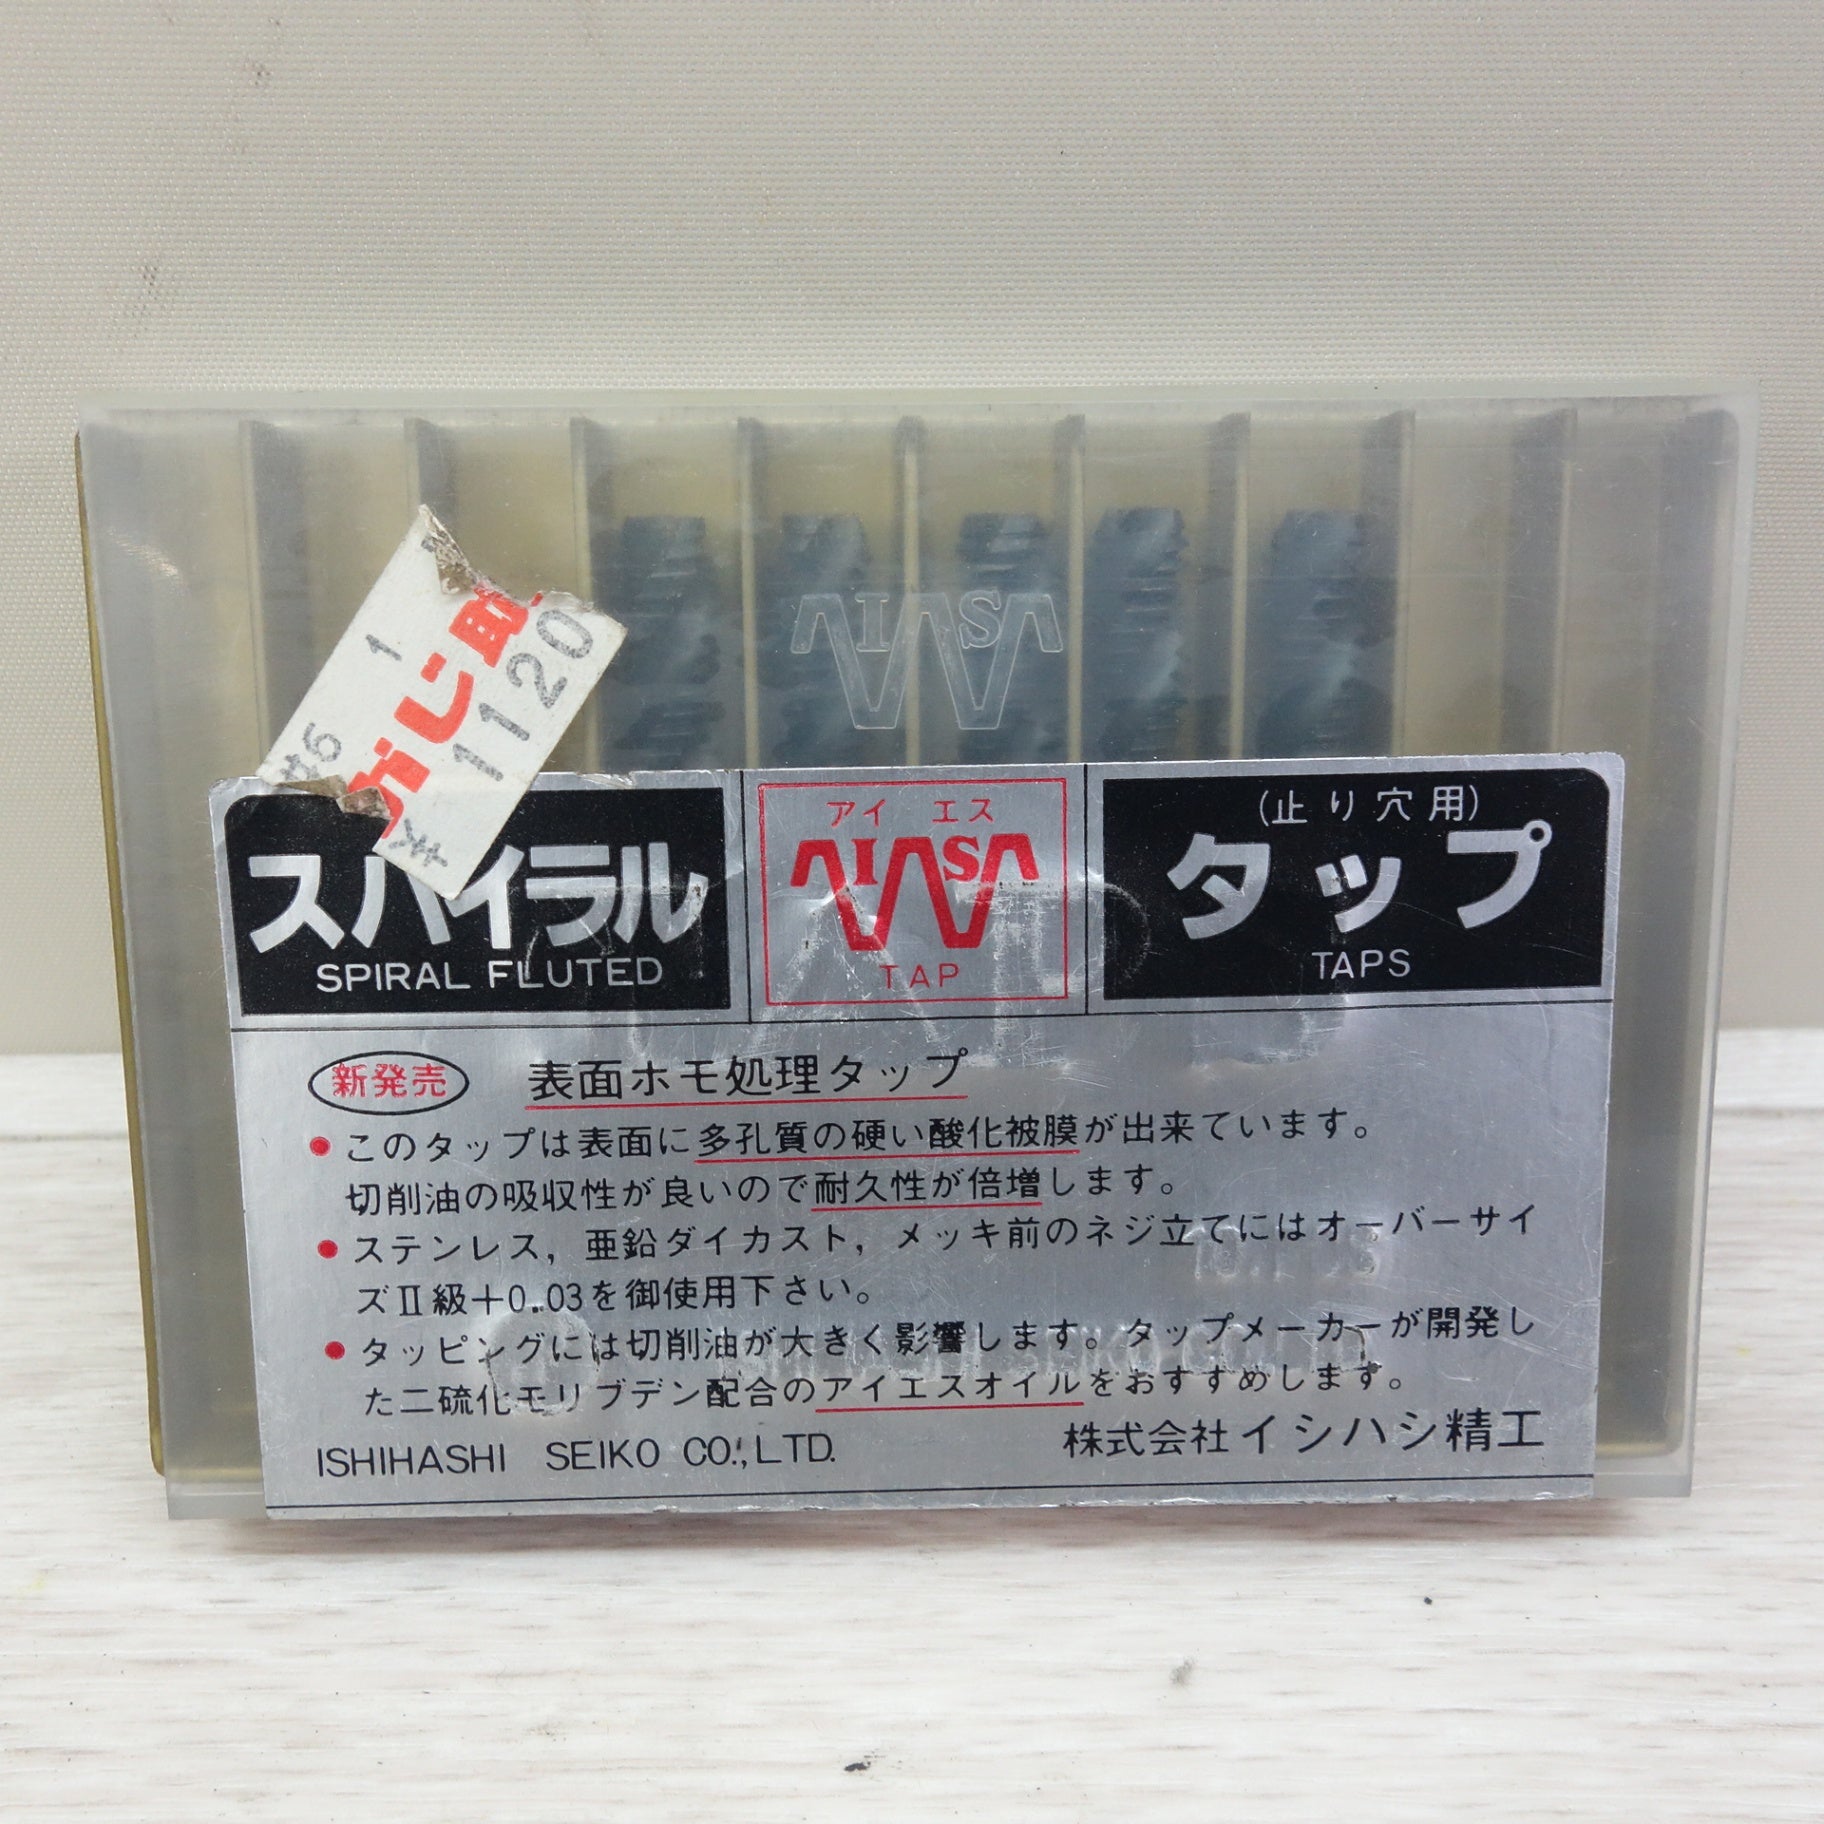 1
1120
IS
スパイラル
SPIRAL FLUTED
アイ エス
IS
TAP
(止り穴用)
タップ
TAPS
新発売 表面ホモ処理タップ
●このタップは表面に多孔質の硬い酸化被膜が出来ています。
切削油の吸収性が良いので耐久性が倍増します。
●ステンレス，亜鉛ダイカスト，メッキ前のネジ立てにはオーバーサイ
ズⅡ級＋0.03を御使用下さい。
●タッピングには切削油が大きく影響します。タップメーカーが開発し
た二硫化モリブデン配合のアイエスオイルをおすすめします。
ISHIHASHI SEIKO CO., LTD. 株式会社イシハシ精工